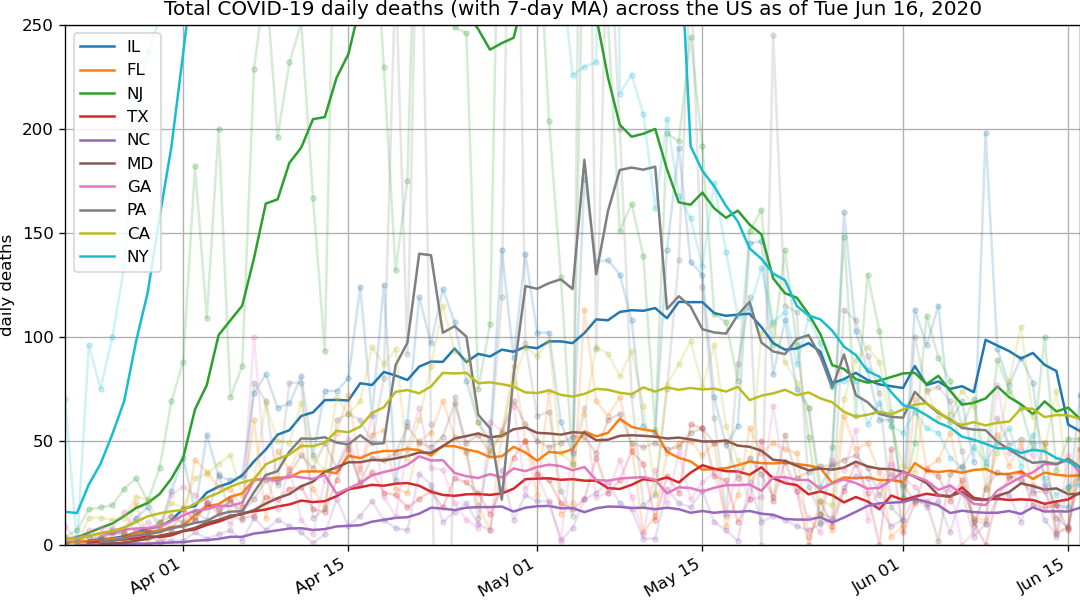 Total COVID-19 daily deaths (with 7-day MA) across the US as of Tue Jun 16, 2020
daily deaths
250
200
150
100
50
0
IL
FL
NJ
TX
NC
MD
GA
PA
CA
NY
Apr 01
Apr 15
May 01
May 15
Jun 01
Jun 15